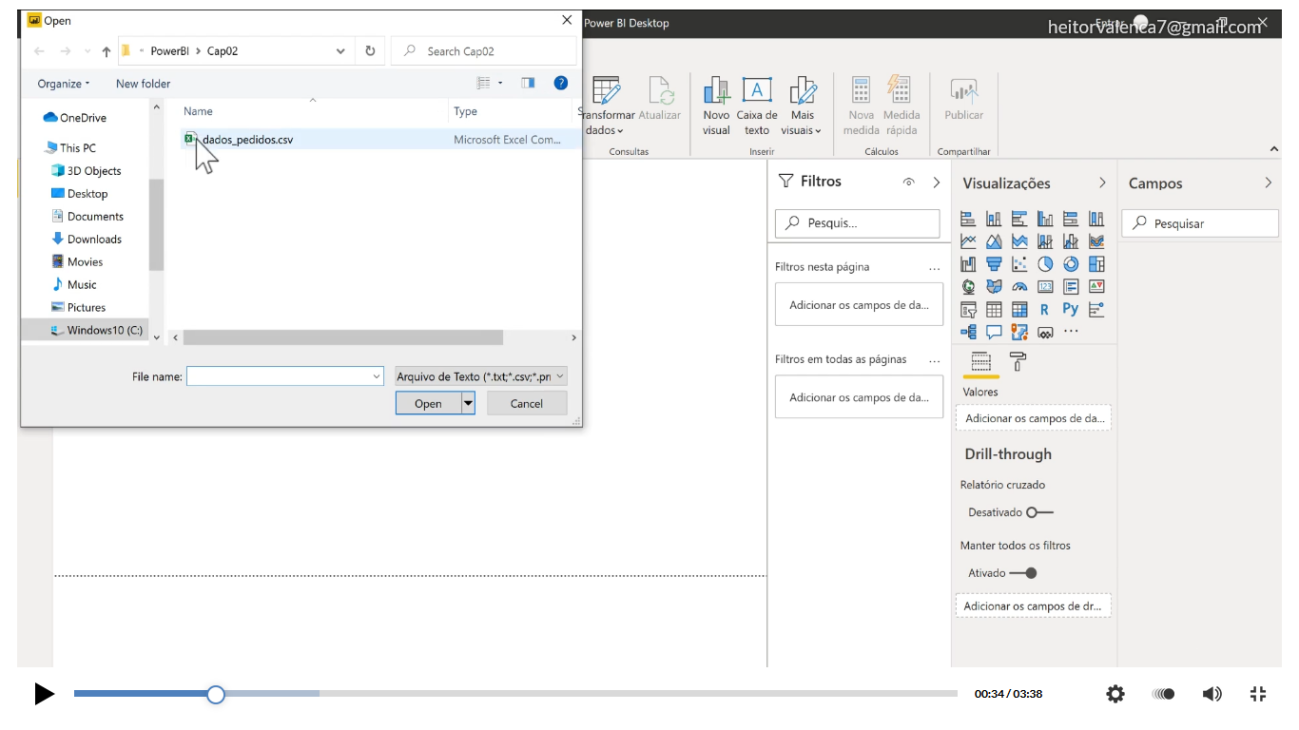 Open
Power BI Desktop
heitorvalenca7@gmail.com
PowerBI > Cap02
Search Cap02
Organize
New folder
Name
Type
OneDrive
This PC
3D Objects
Desktop
Documents
Downloads
Movies
Music
Pictures
Windows10 (C:)
dados_pedidos.csv
Microsoft Excel Com...
File name:
Arquivo de Texto (*.txt;*.csv;*.prn
Open
Cancel
ransformar Atualizar
dados
Novo Caixa de Mais
visual texto visuais
Nova Medida
medida rápida
Publicar
Consultas
Inserir
Cálculos
Compartilhar
Filtros
Pesquis...
Filtros nesta página ...
Adicionar os campos de da...
Filtros em todas as páginas ...
Adicionar os campos de da...
Visualizações
123
R Py
...
Valores
Adicionar os campos de da...
Drill-through
Relatório cruzado
Desativado
Manter todos os filtros
Ativado
Adicionar os campos de dr...
Campos
Pesquisar
00:34 / 03:38